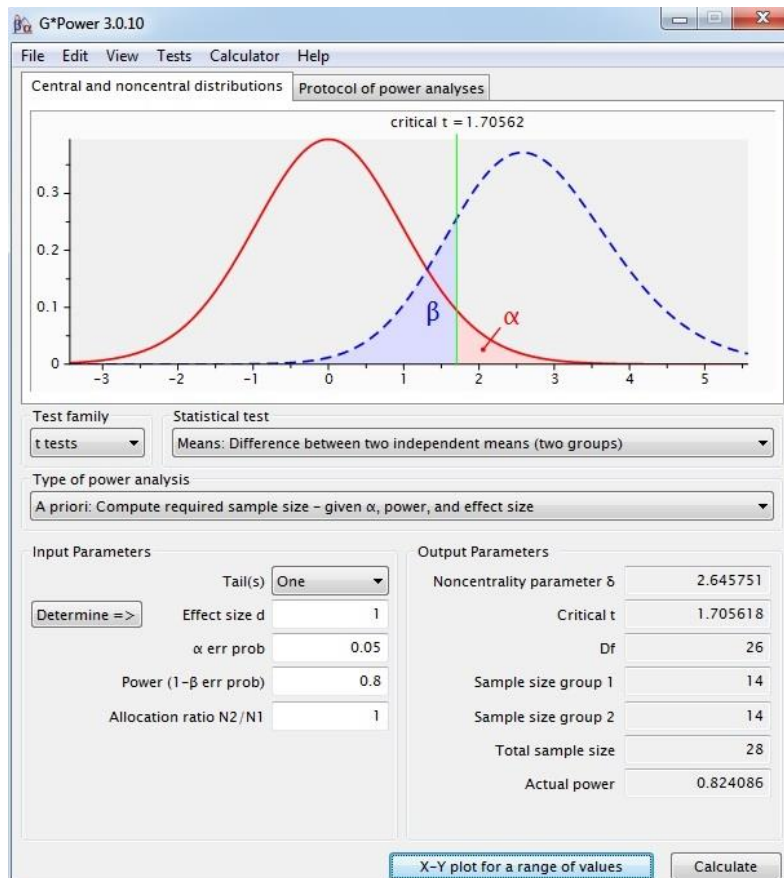 G*Power 3.0.10
File Edit View Tests Calculator Help
Central and noncentral distributions Protocol of power analyses
critical t = 1.70562
0.3
0.2
0.1
0
β
α
-3 -2 -1 0 1 2 3 4 5
Test family Statistical test
t tests Means: Difference between two independent means (two groups)
Type of power analysis
A priori: Compute required sample size – given α, power, and effect size
Input Parameters Output Parameters
Tail(s) One Noncentrality parameter δ 2.645751
Determine => Effect size d 1 Critical t 1.705618
α err prob 0.05 Df 26
Power (1-β err prob) 0.8 Sample size group 1 14
Allocation ratio N2/N1 1 Sample size group 2 14
Total sample size 28
Actual power 0.824086
X-Y plot for a range of values Calculate